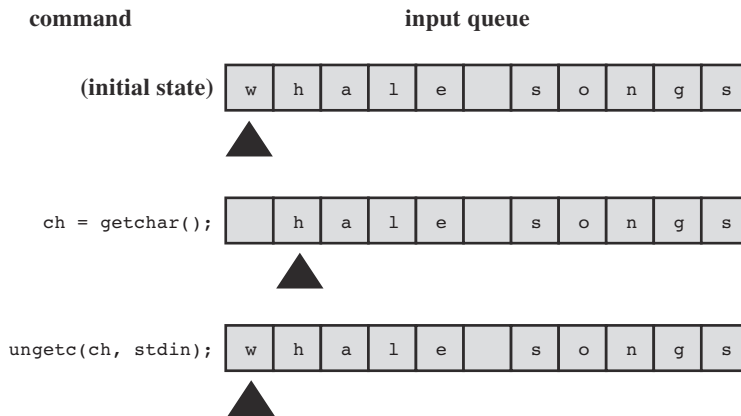 command input queue
(initial state) w h a l e s o n g s
ch = getchar(); h a l e s o n g s
ungetc(ch, stdin); w h a l e s o n g s